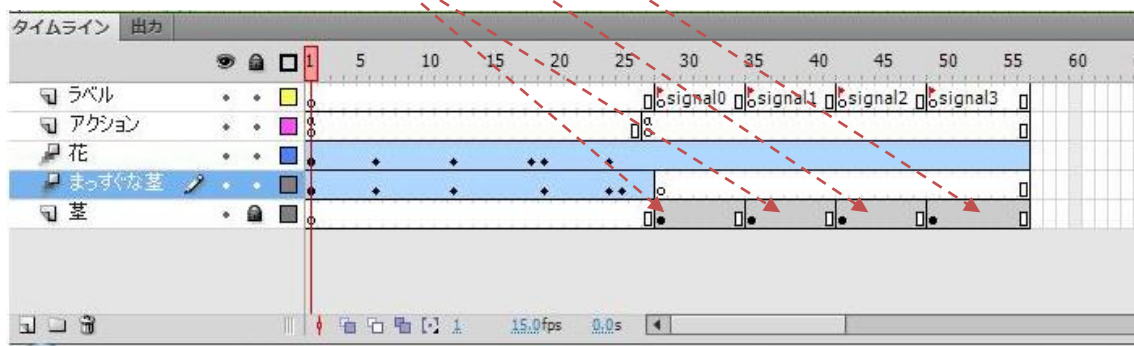 タイムライン 出力
1 5 10 15 20 25 30 35 40 45 50 55 60
ラベル signal0 signal1 signal2 signal3
アクション a a
花
まっすぐな茎
茎
1 15.0fps 0.0s